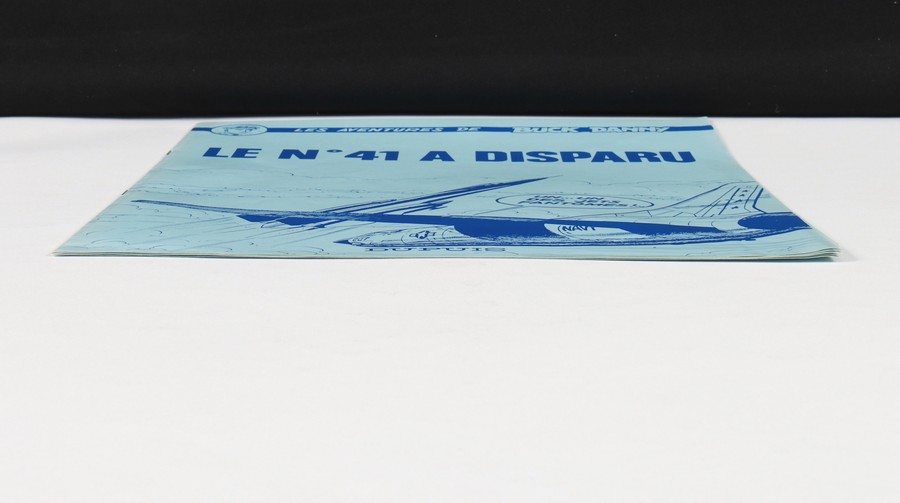 LES AVENTURES DE BUCK DANNY
LE N° 41 A DISPARU
NAVY
DUPUIS